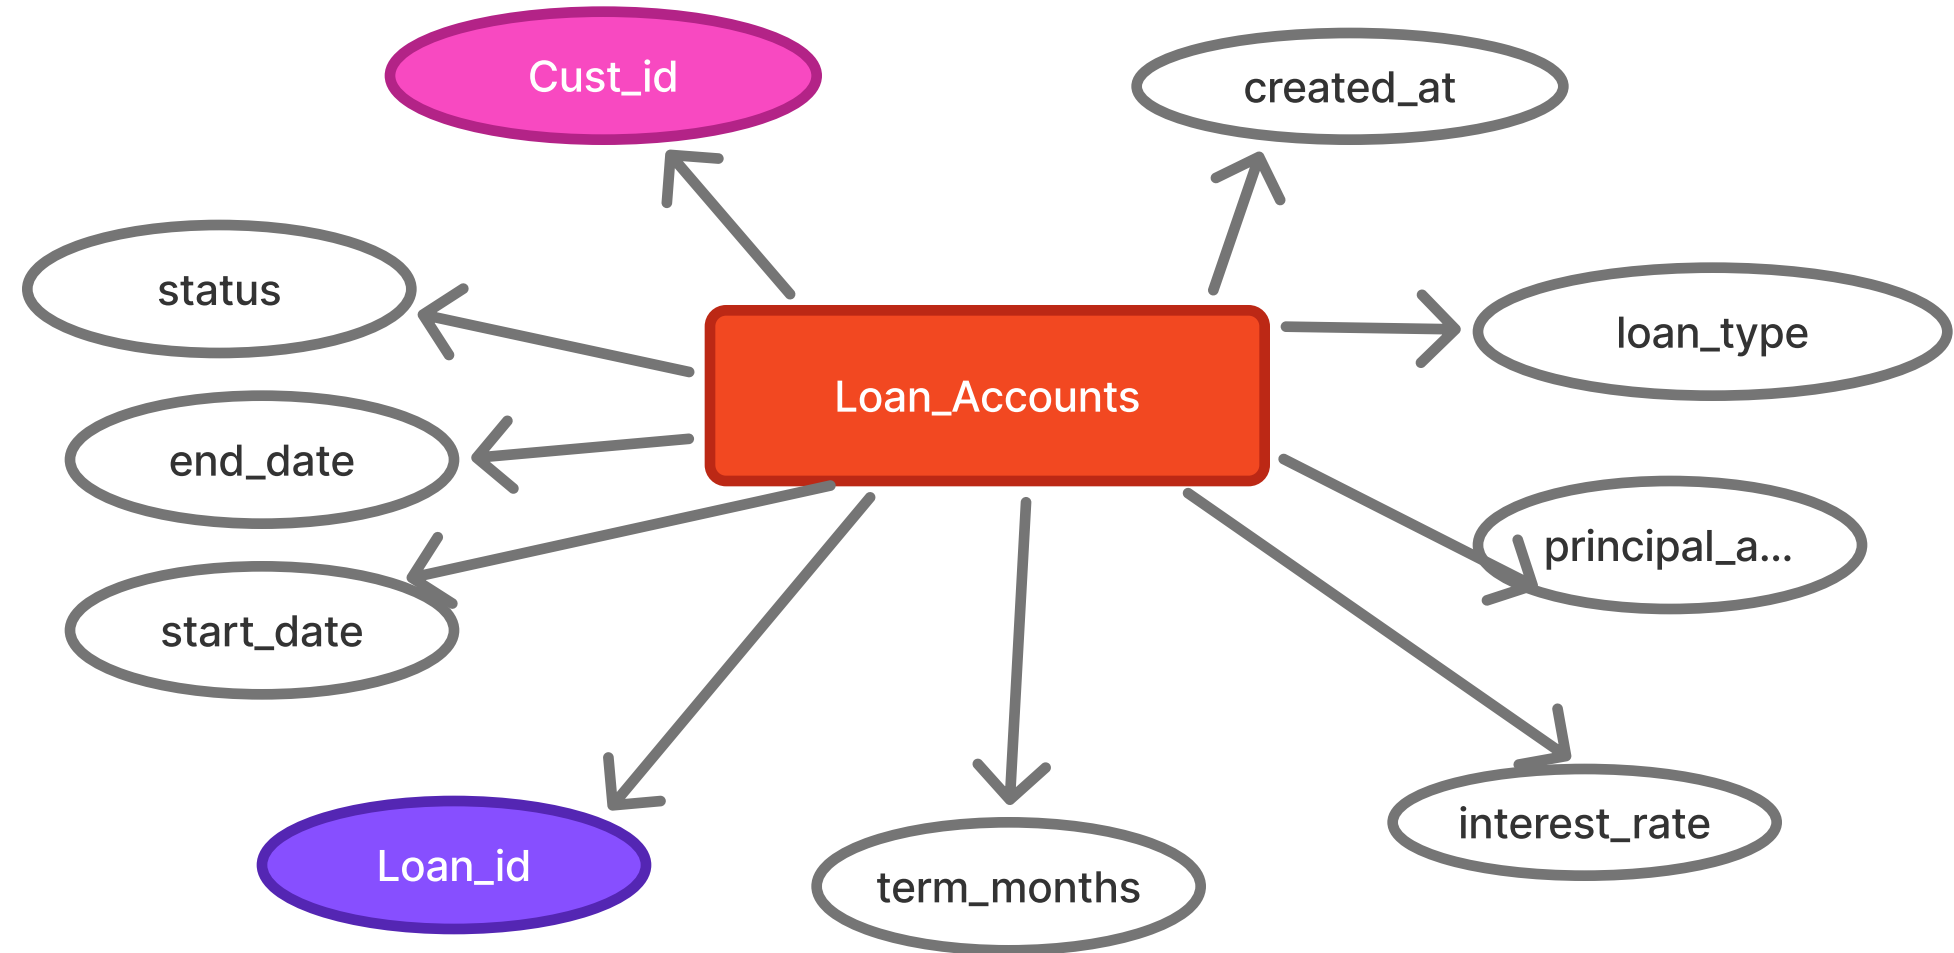 Cust_id
created_at
status
loan_type
Loan_Accounts
end_date
principal_a...
start_date
interest_rate
Loan_id
term_months